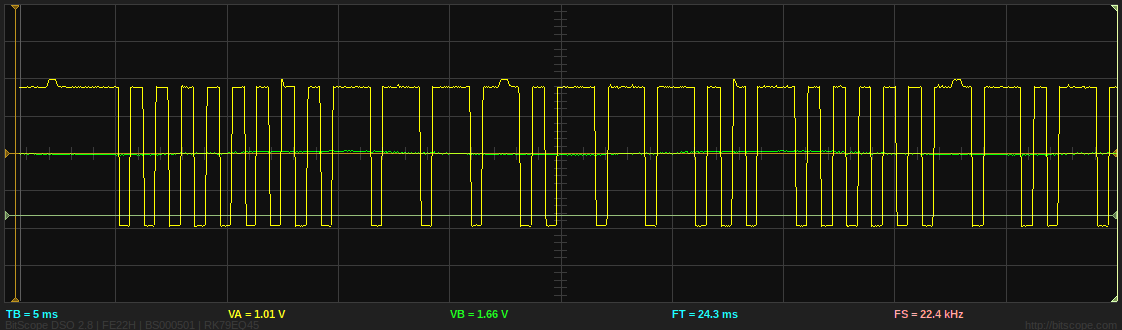 TB = 5 ms VA = 1.01 V VB = 1.66 V FT = 24.3 ms FS = 22.4 kHz
BitScope DSO 2.8 | FE22H | BS000501 | RK79EQ45 http://bitscope.com